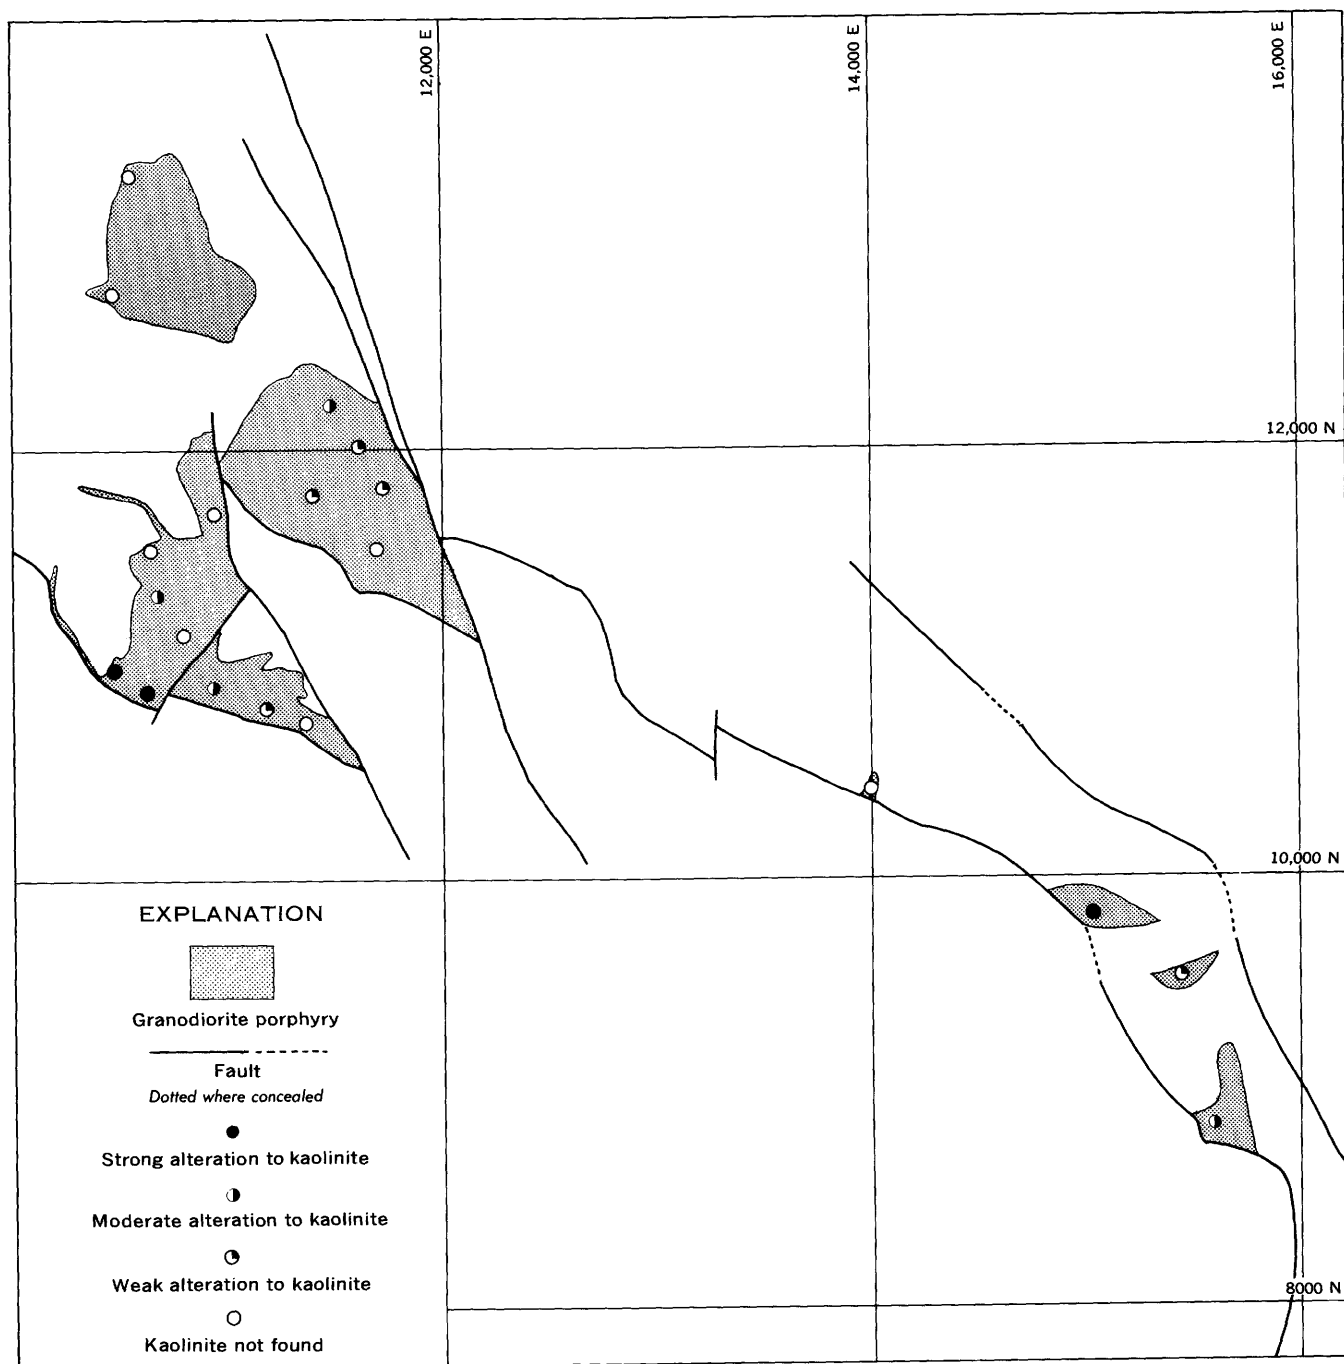 12,000 E
14,000 E
16,000 E
12,000 N
10,000 N
8000 N
EXPLANATION
Granodiorite porphyry
Fault
Dotted where concealed
Strong alteration to kaolinite
Moderate alteration to kaolinite
Weak alteration to kaolinite
Kaolinite not found